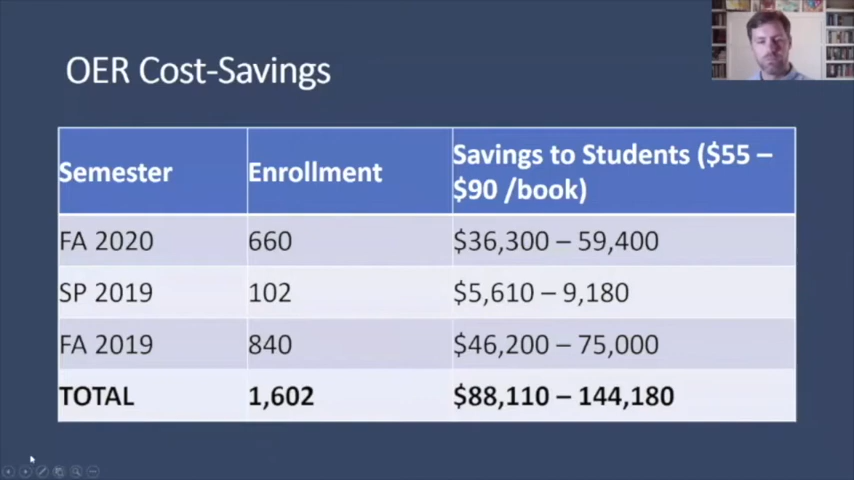 OER Cost-Savings
Semester Enrollment Savings to Students ($55 –
$90 /book)
FA 2020 660 $36,300 – 59,400
SP 2019 102 $5,610 – 9,180
FA 2019 840 $46,200 – 75,000
TOTAL 1,602 $88,110 – 144,180